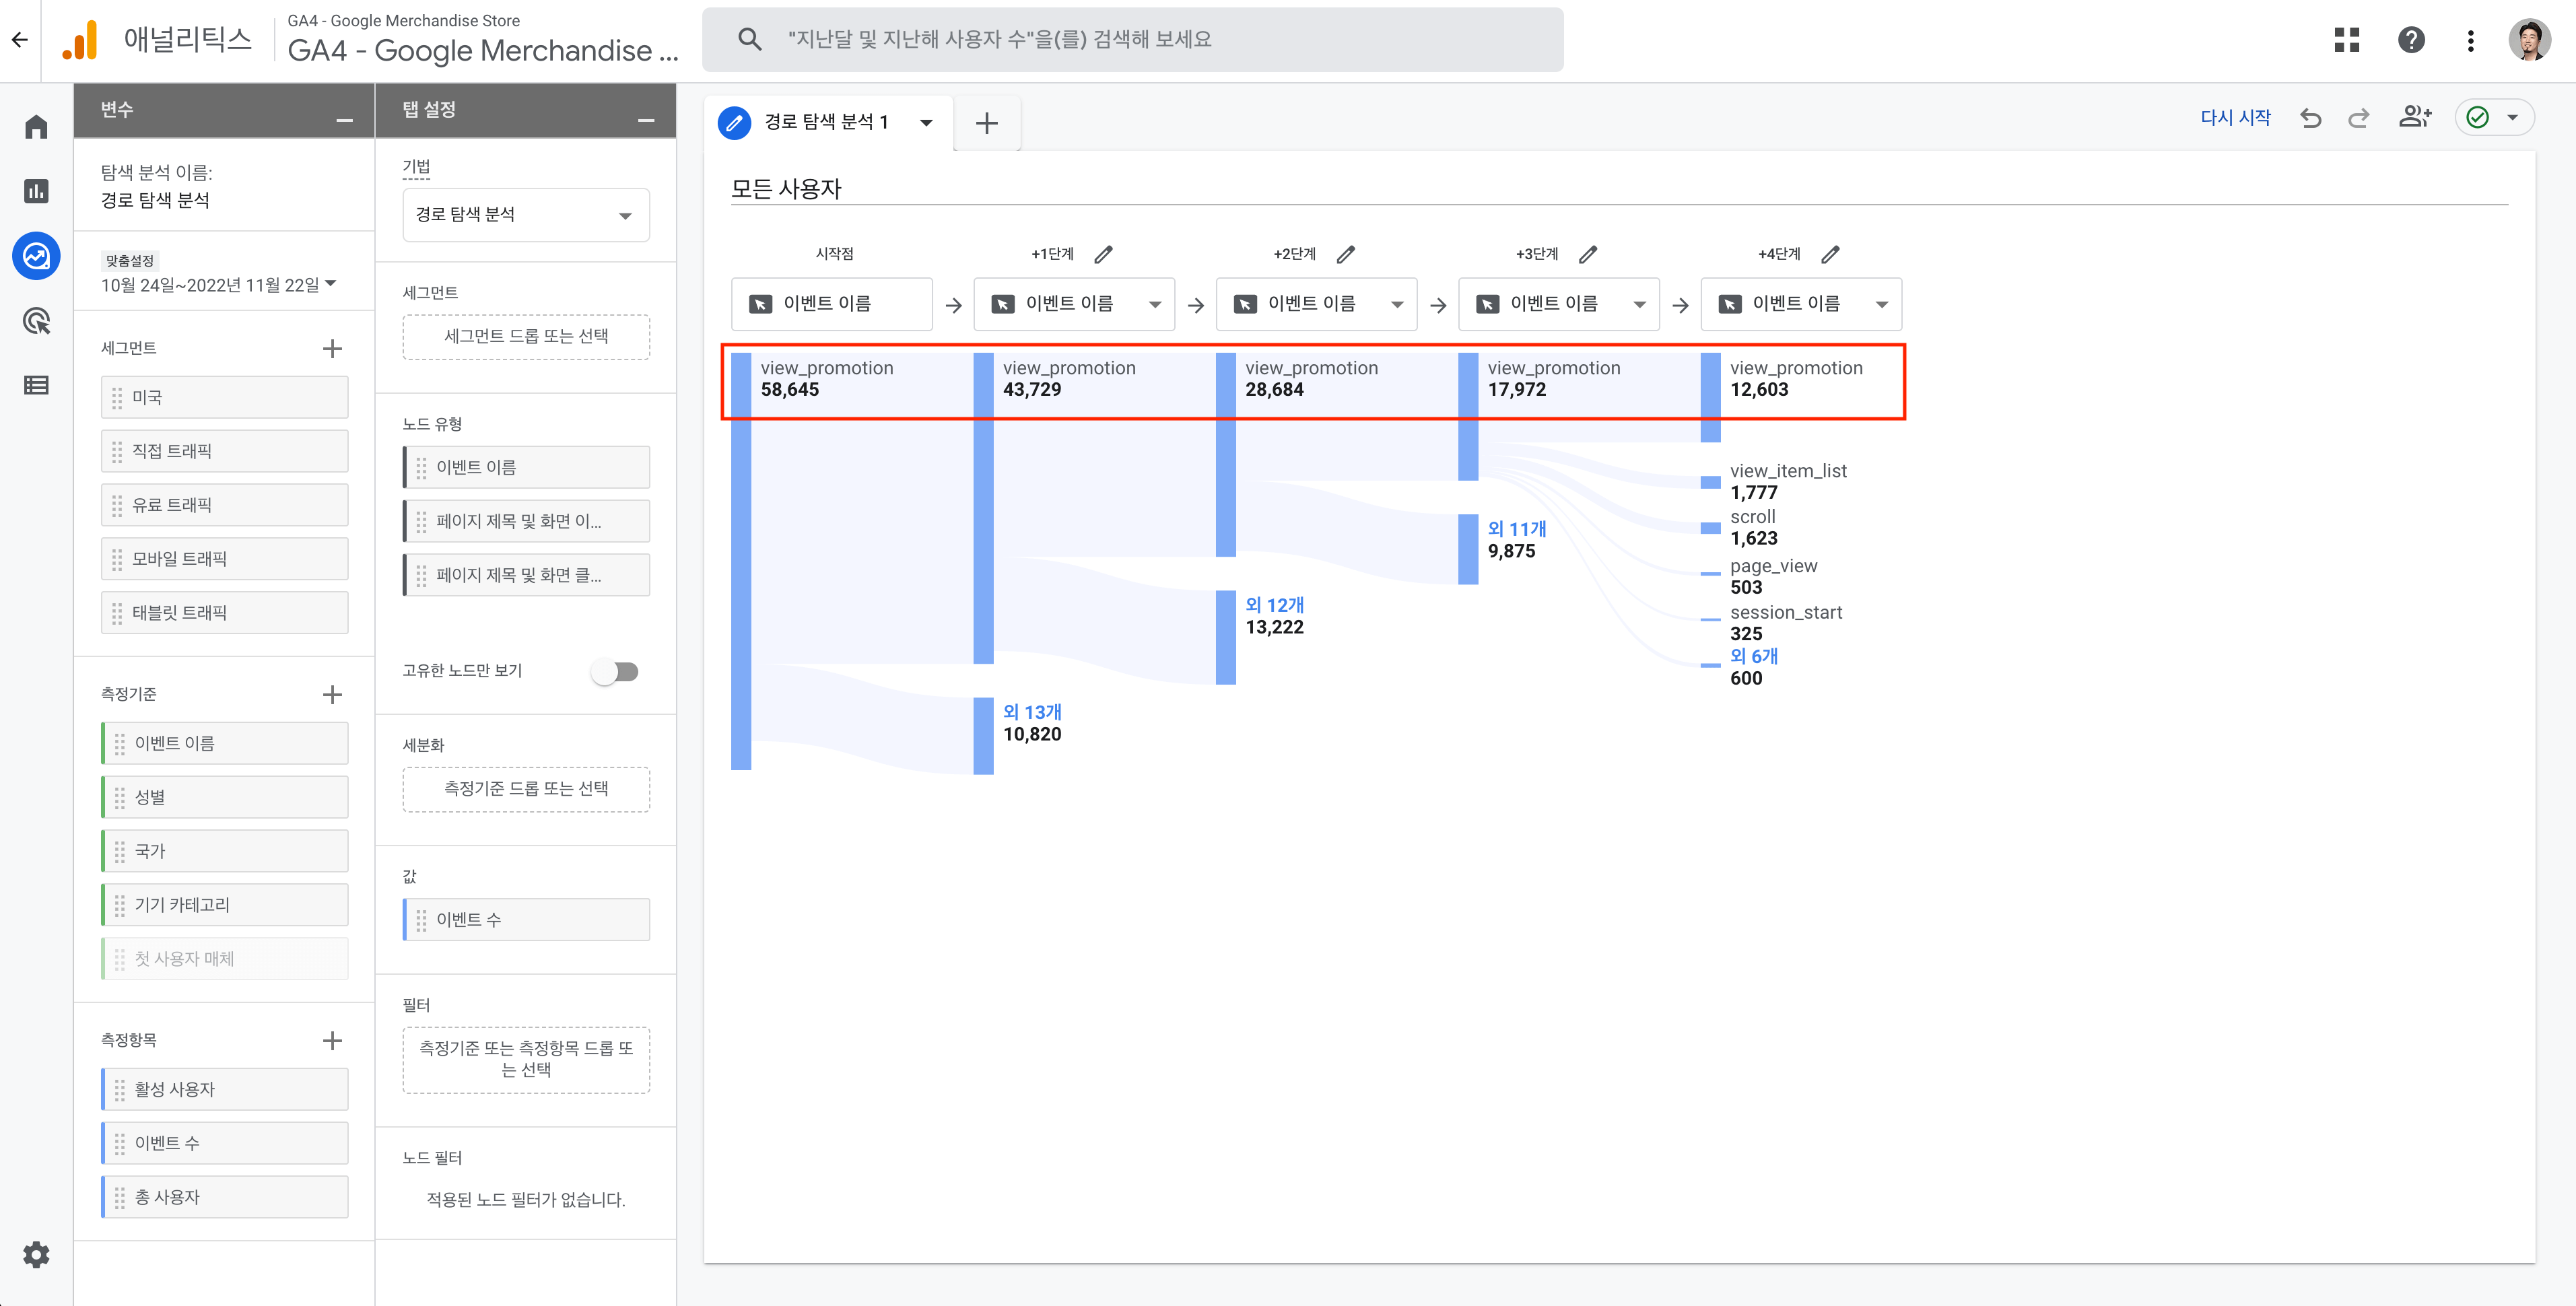 애널리틱스
GA4 - Google Merchandise Store
GA4 - Google Merchandise ...
"지난달 및 지난해 사용자 수"을(를) 검색해 보세요
변수
탐색 분석 이름:
경로 탐색 분석
맞춤설정
10월 24일~2022년 11월 22일
세그먼트
미국
직접 트래픽
유료 트래픽
모바일 트래픽
태블릿 트래픽
측정기준
이벤트 이름
성별
국가
기기 카테고리
첫 사용자 매체
측정항목
활성 사용자
이벤트 수
총 사용자
탭 설정
기법
경로 탐색 분석
세그먼트
세그먼트 드롭 또는 선택
노드 유형
이벤트 이름
페이지 제목 및 화면 이...
페이지 제목 및 화면 클...
고유한 노드만 보기
세분화
측정기준 드롭 또는 선택
값
이벤트 수
필터
측정기준 또는 측정항목 드롭 또
는 선택
노드 필터
적용된 노드 필터가 없습니다.
경로 탐색 분석 1
다시 시작
모든 사용자
시작점
이벤트 이름
view_promotion
58,645
+1단계
이벤트 이름
view_promotion
43,729
외 13개
10,820
+2단계
이벤트 이름
view_promotion
28,684
외 12개
13,222
+3단계
이벤트 이름
view_promotion
17,972
외 11개
9,875
+4단계
이벤트 이름
view_promotion
12,603
view_item_list
1,777
scroll
1,623
page_view
503
session_start
325
외 6개
600